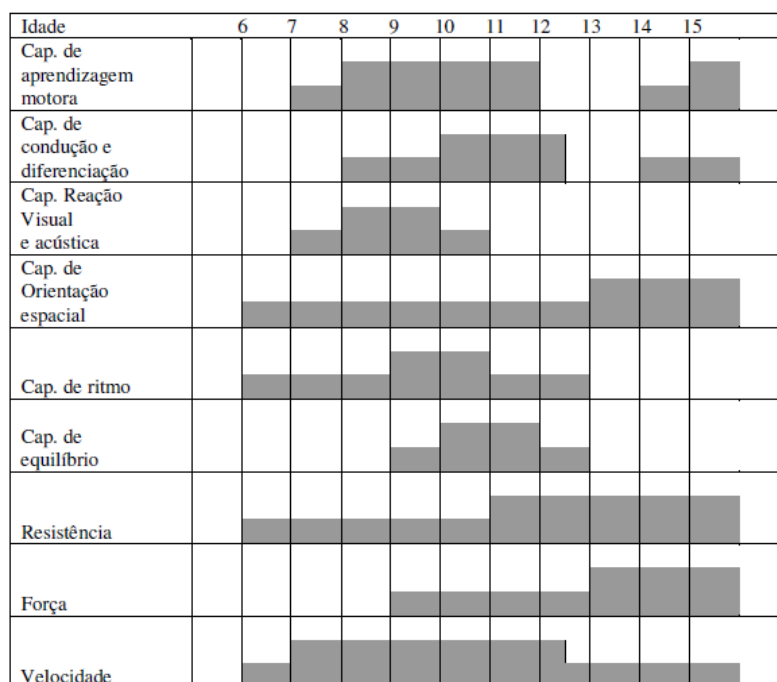 Idade 6 7 8 9 10 11 12 13 14 15
Cap. de
aprendizagem
motora
Cap. de
condução e
diferenciação
Cap. Reação
Visual
e acústica
Cap. de
Orientação
espacial
Cap. de ritmo
Cap. de
equilíbrio
Resistência
Força
Velocidade